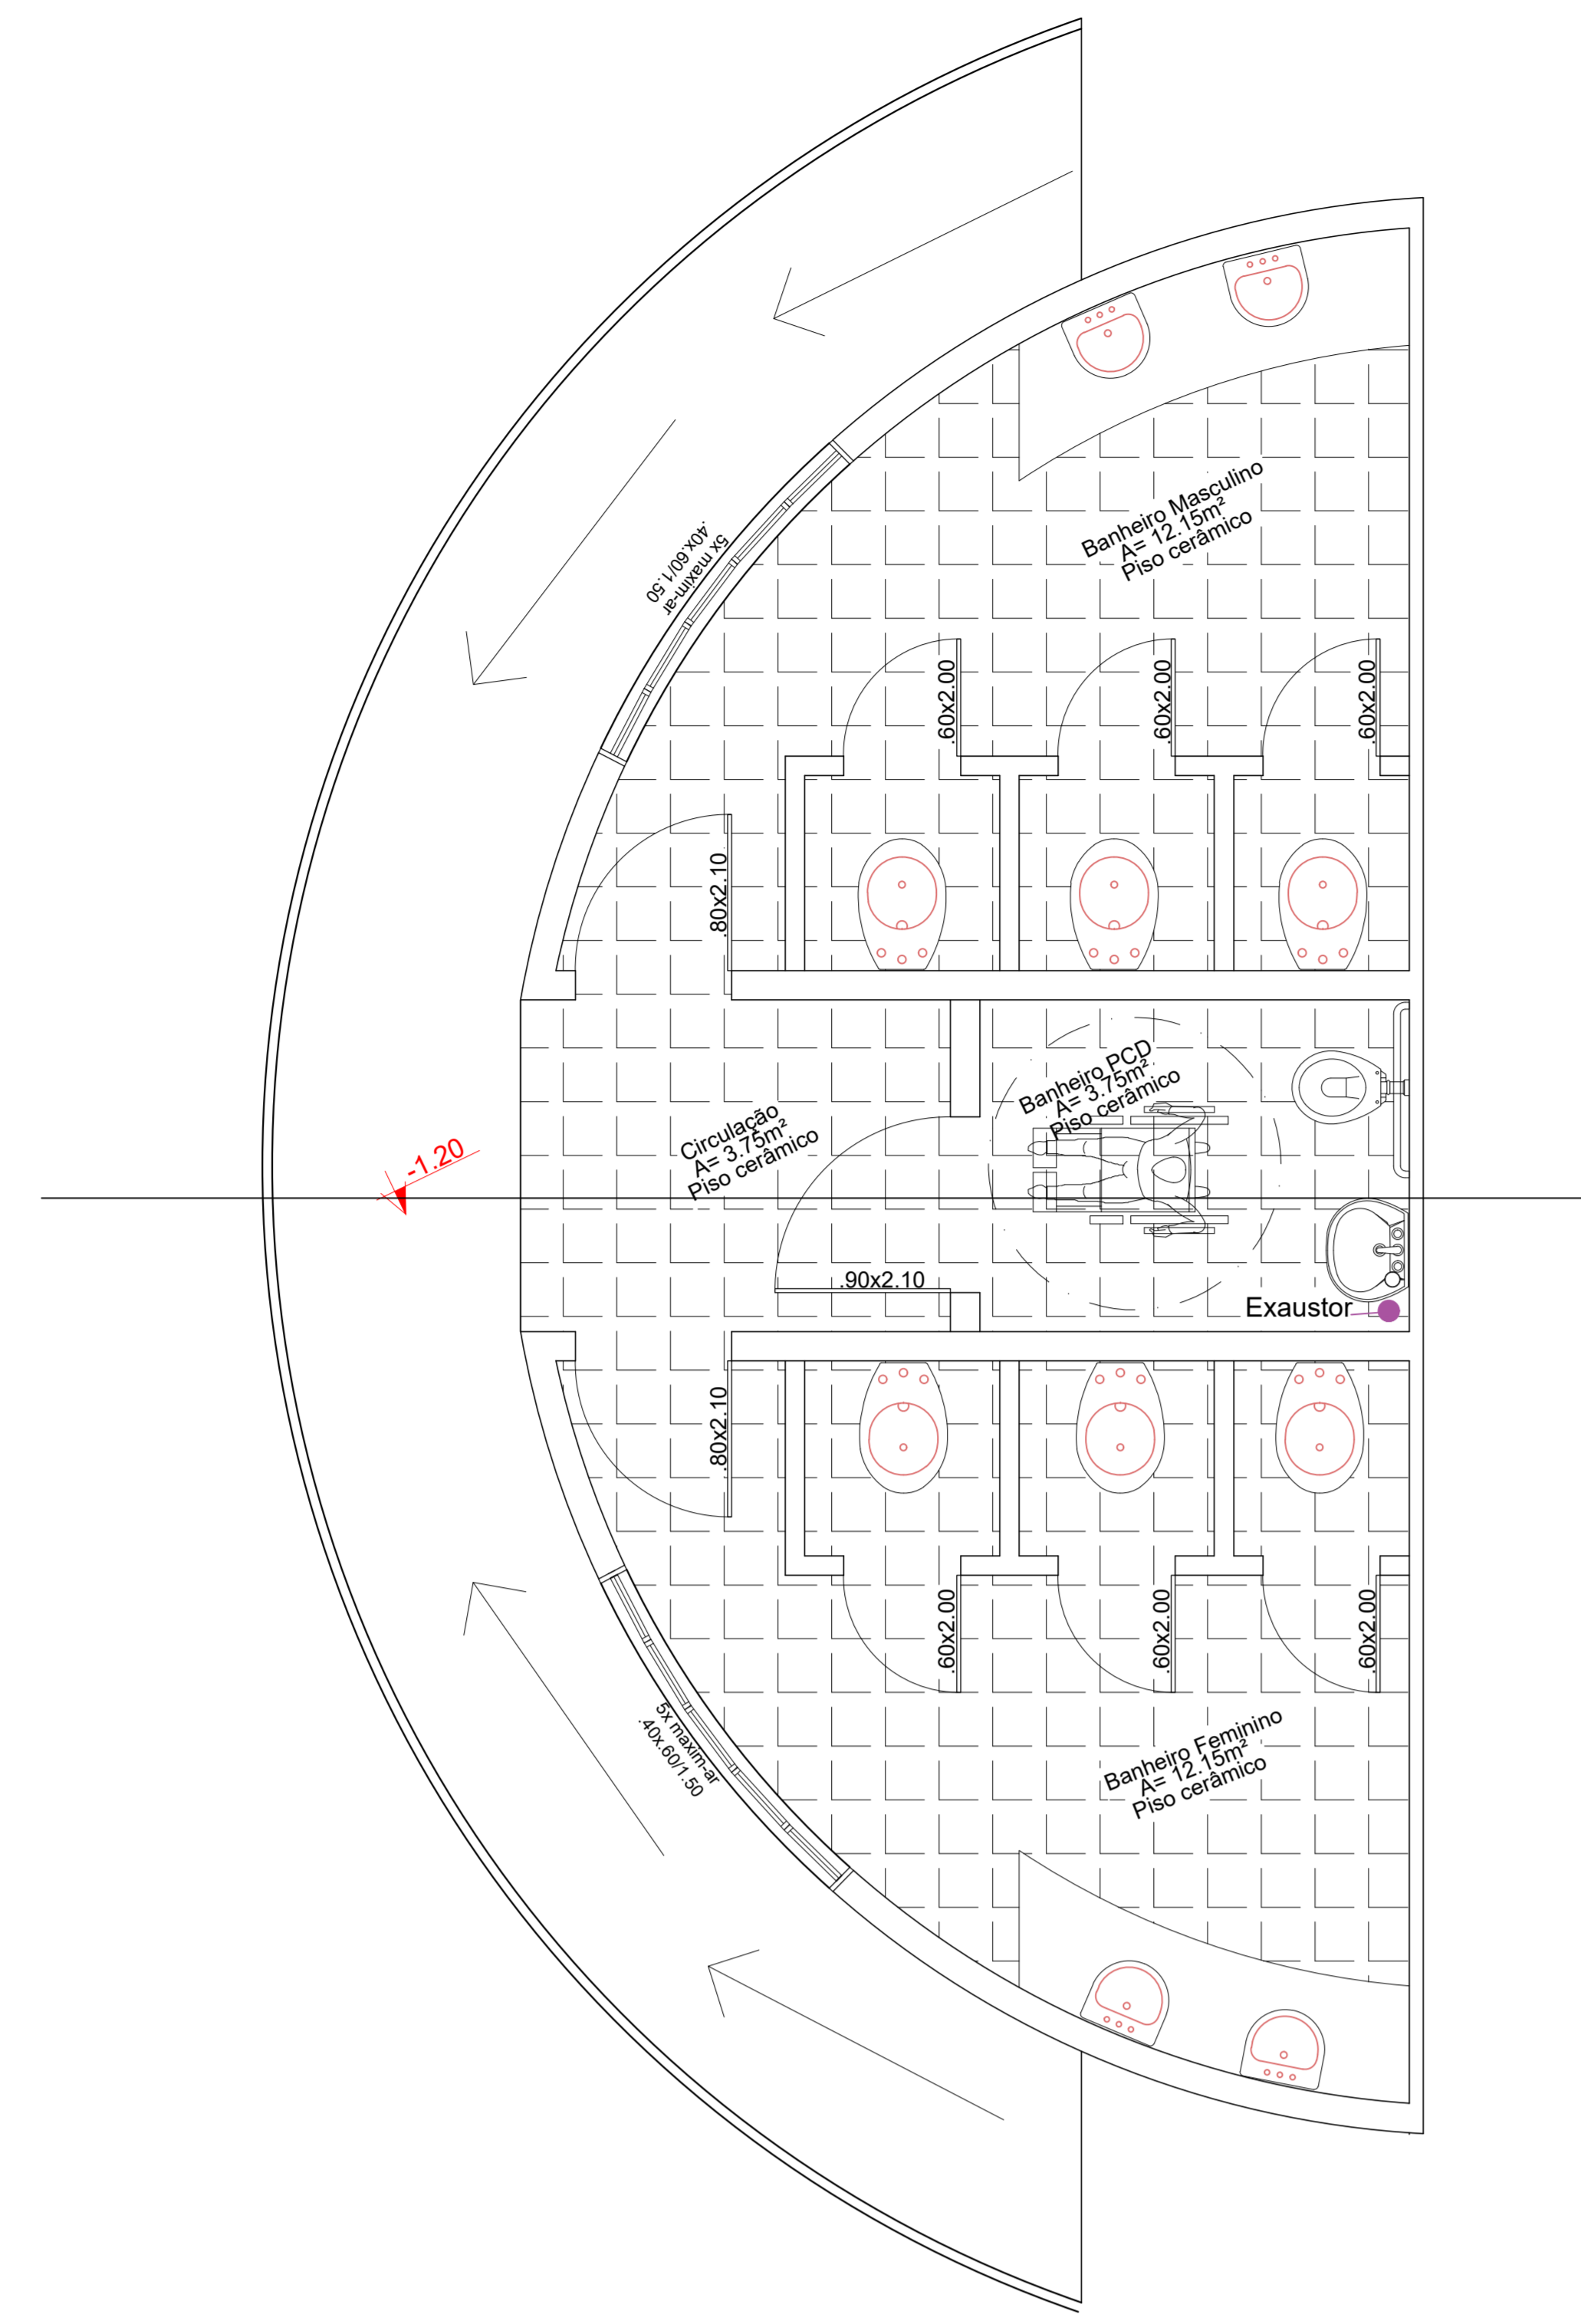 5x maxim-ar
.40x.60/1.50
Banheiro Masculino
A= 12.15m²
Piso cerâmico
.60x2.00
.60x2.00
.60x2.00
.80x2.10
Banheiro PCD
A= 3.75m²
Piso cerâmico
Circulação
A= 3.75m²
Piso cerâmico
-1.20
.90x2.10
Exaustor
.80x2.10
.60x2.00
.60x2.00
.60x2.00
5x maxim-ar
.40x.60/1.50
Banheiro Feminino
A= 12.15m²
Piso cerâmico